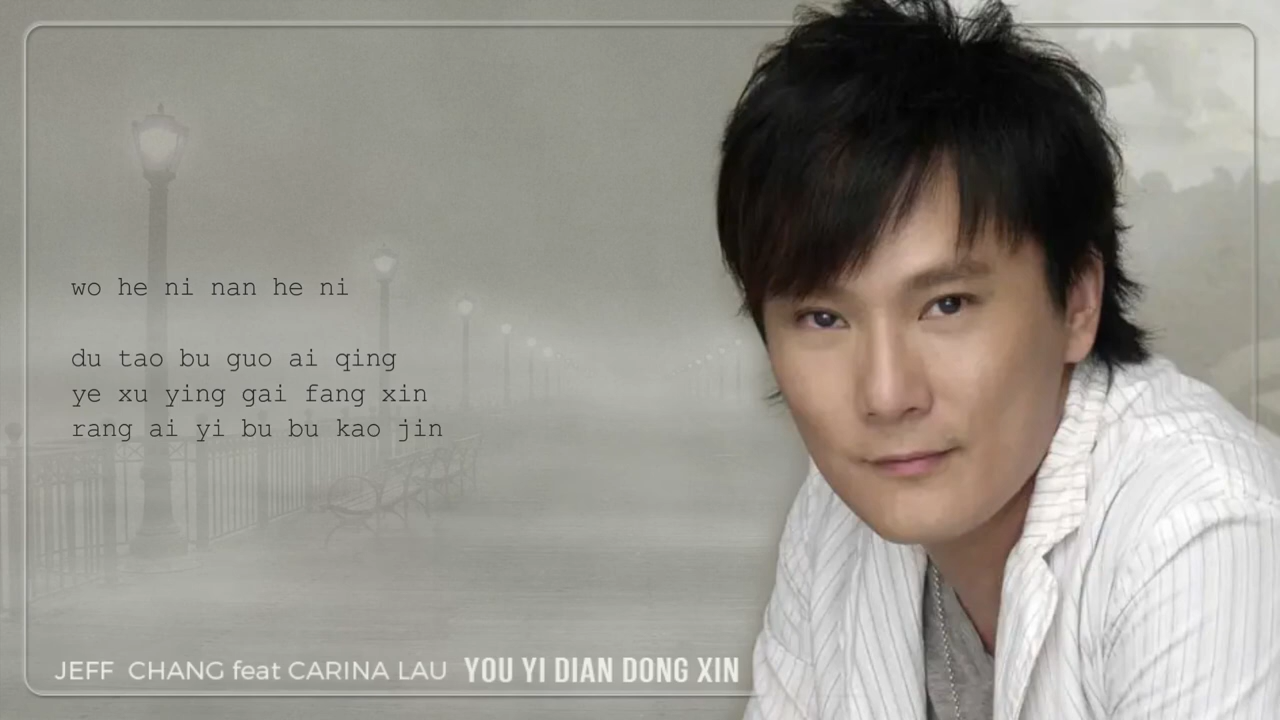 wo he ni nan he ni
du tao bu guo ai qing
ye xu ying gai fang xin
rang ai yi bu bu kao jin
JEFF CHANG feat CARINA LAU YOU YI DIAN DONG XIN